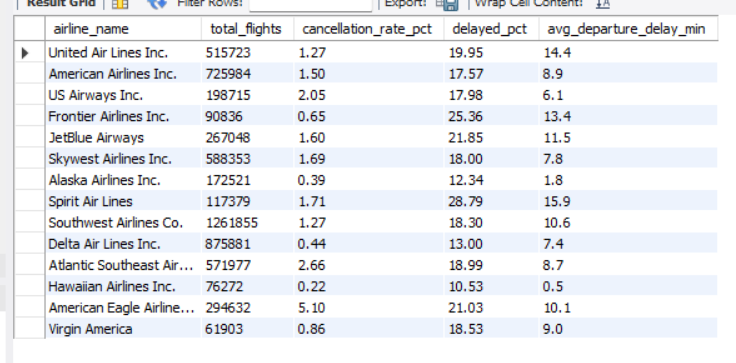 Result Grid Filter Rows: Export: Wrap Cell Content: IA
airline_name total_flights cancellation_rate_pct delayed_pct avg_departure_delay_min
United Air Lines Inc. 515723 1.27 19.95 14.4
American Airlines Inc. 725984 1.50 17.57 8.9
US Airways Inc. 198715 2.05 17.98 6.1
Frontier Airlines Inc. 90836 0.65 25.36 13.4
JetBlue Airways 267048 1.60 21.85 11.5
Skywest Airlines Inc. 588353 1.69 18.00 7.8
Alaska Airlines Inc. 172521 0.39 12.34 1.8
Spirit Air Lines 117379 1.71 28.79 15.9
Southwest Airlines Co. 1261855 1.27 18.30 10.6
Delta Air Lines Inc. 875881 0.44 13.00 7.4
Atlantic Southeast Air... 571977 2.66 18.99 8.7
Hawaiian Airlines Inc. 76272 0.22 10.53 0.5
American Eagle Airline... 294632 5.10 21.03 10.1
Virgin America 61903 0.86 18.53 9.0